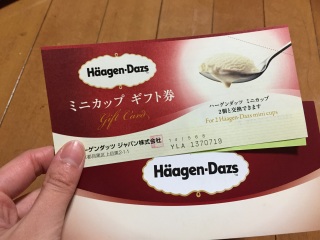 Häagen-Dazs
ミニカップ ギフト券
Gift Card
ハーゲンダッツ ミニカップ
2個と交換できます
For 2 Häagen-Dazs mini cups
ーゲンダッツ ジャパン株式会社
YLA 1370719
Häagen-Dazs